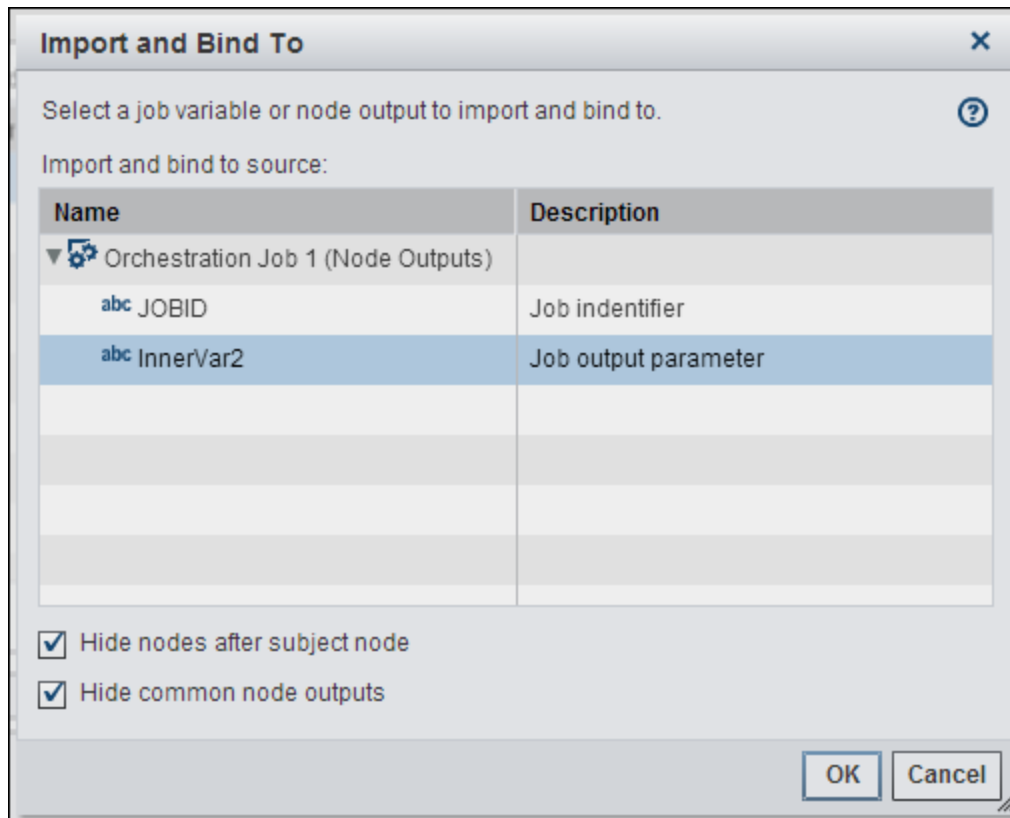 Import and Bind To
Select a job variable or node output to import and bind to.
Import and bind to source:
Name Description
Orchestration Job 1 (Node Outputs)
abc JOBID Job indentifier
abc InnerVar2 Job output parameter
Hide nodes after subject node
Hide common node outputs
OK Cancel